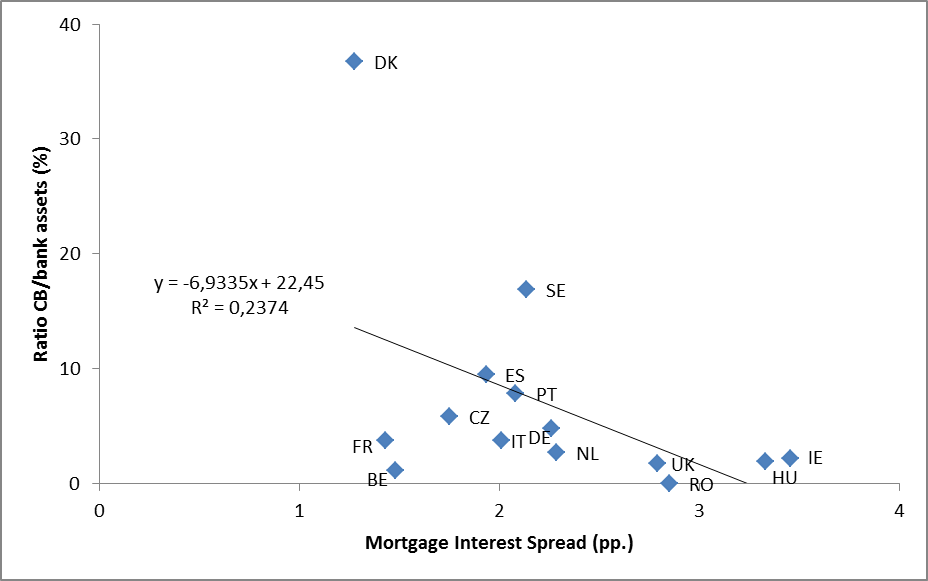 40
DK
30
Ratio CB/bank assets (%)
20
y = -6,9335x + 22,45
R² = 0,2374
SE
10
ES
PT
CZ
FR
IT
DE
NL
BE
UK
RO
HU
IE
0
0 1 2 3 4
Mortgage Interest Spread (pp.)